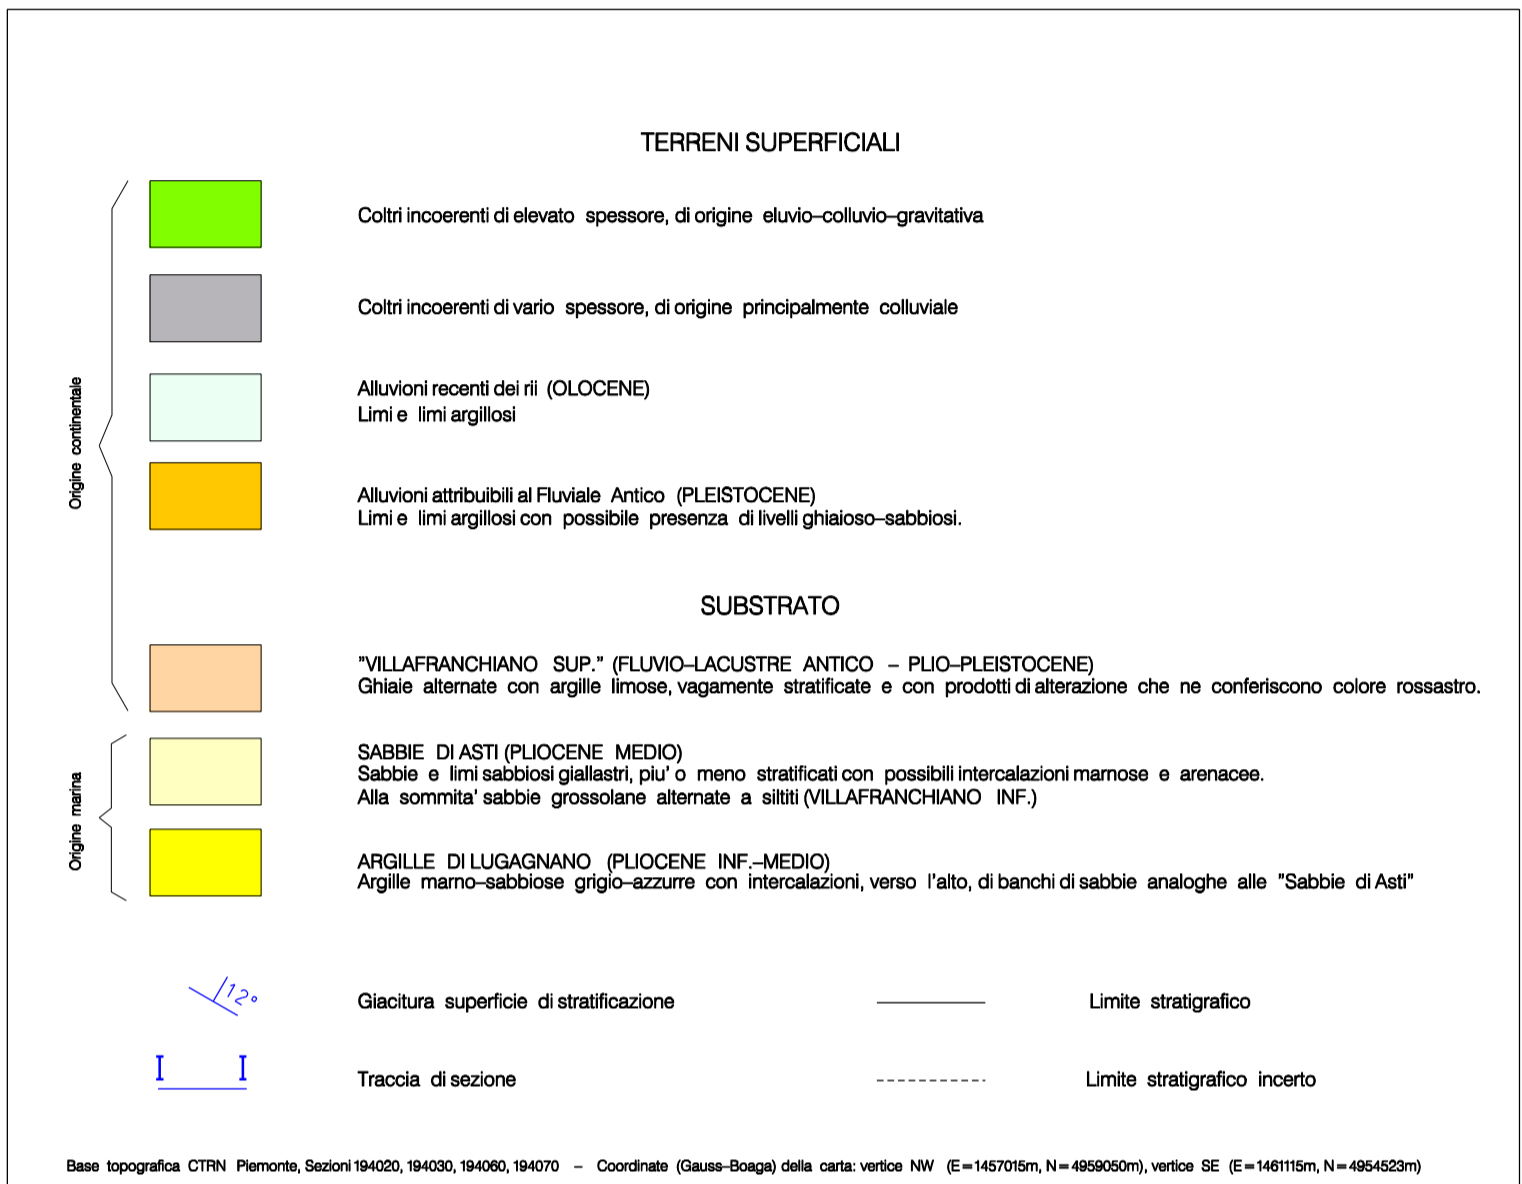 TERRENI SUPERFICIALI
Coltri incoerenti di elevato spessore, di origine eluvio–colluvio–gravitativa
Coltri incoerenti di vario spessore, di origine principalmente colluviale
Origine continentale
Alluvioni recenti dei rii (OLOCENE)
Limi e limi argillosi
Alluvioni attribuibili al Fluviale Antico (PLEISTOCENE)
Limi e limi argillosi con possibile presenza di livelli ghiaioso–sabbiosi.
SUBSTRATO
”VILLAFRANCHIANO SUP.” (FLUVIO–LACUSTRE ANTICO – PLIO–PLEISTOCENE)
Ghiaie alternate con argille limose, vagamente stratificate e con prodotti di alterazione che ne conferiscono colore rossastro.
Origine marina
SABBIE DI ASTI (PLIOCENE MEDIO)
Sabbie e limi sabbiosi giallastri, piu’ o meno stratificati con possibili intercalazioni marnose e arenacee.
Alla sommita’ sabbie grossolane alternate a siltiti (VILLAFRANCHIANO INF.)
ARGILLE DI LUGAGNANO (PLIOCENE INF.–MEDIO)
Argille marno–sabbiose grigio–azzurre con intercalazioni, verso l’alto, di banchi di sabbie analoghe alle ”Sabbie di Asti”
12°
Giacitura superficie di stratificazione
Limite stratigrafico
I I
Traccia di sezione
Limite stratigrafico incerto
Base topografica CTRN Piemonte, Sezioni 194020, 194030, 194060, 194070 – Coordinate (Gauss–Boaga) della carta: vertice NW (E=1457015m, N=4959050m), vertice SE (E=1461115m, N=4954523m)